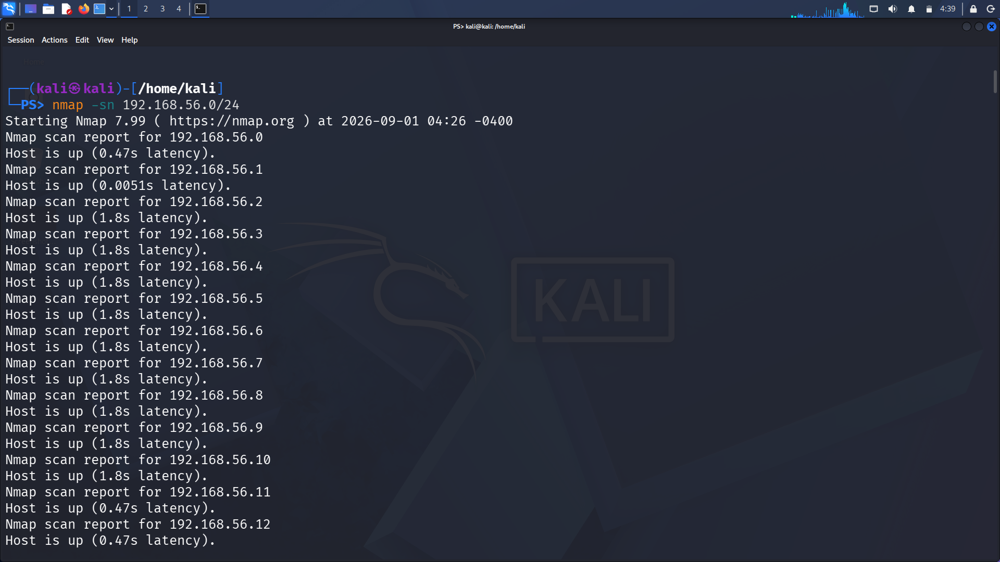 1 2 3 4 4:39
PS> kali@kali: /home/kali
Session Actions Edit View Help
Home
(kali㉿kali)-[/home/kali]
PS> nmap -sn 192.168.56.0/24
Starting Nmap 7.99 ( https://nmap.org ) at 2026-09-01 04:26 -0400
Nmap scan report for 192.168.56.0
Host is up (0.47s latency).
Nmap scan report for 192.168.56.1
Host is up (0.0051s latency).
Nmap scan report for 192.168.56.2
Host is up (1.8s latency).
Nmap scan report for 192.168.56.3
Host is up (1.8s latency).
Nmap scan report for 192.168.56.4
Host is up (1.8s latency).
Nmap scan report for 192.168.56.5
Host is up (1.8s latency).
Nmap scan report for 192.168.56.6
Host is up (1.8s latency).
Nmap scan report for 192.168.56.7
Host is up (1.8s latency).
Nmap scan report for 192.168.56.8
Host is up (1.8s latency).
Nmap scan report for 192.168.56.9
Host is up (1.8s latency).
Nmap scan report for 192.168.56.10
Host is up (1.8s latency).
Nmap scan report for 192.168.56.11
Host is up (0.47s latency).
Nmap scan report for 192.168.56.12
Host is up (0.47s latency).
KALI